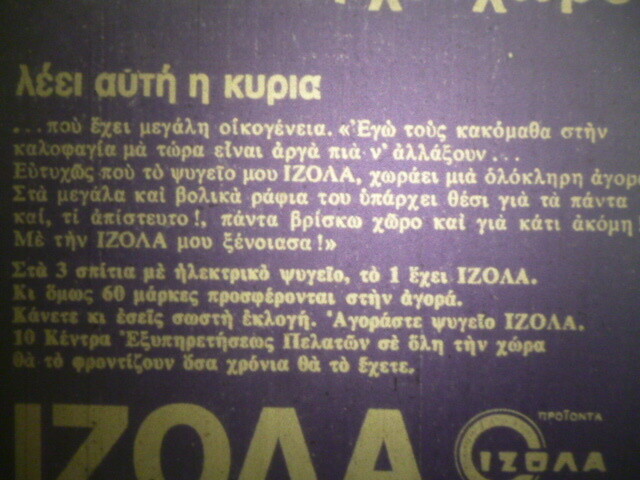 λέει αὐτή η κυρια
...ποὺ ἔχει μεγάλη οἰκογένεια. «Ἐγὼ τοὺς κακόμαθα στὴν
καλοφαγία μὰ τώρα εἶναι ἀργὰ πιὰ ν' ἀλλάξουν...
Εὐτυχῶς ποὺ τὸ ψυγεῖο μου ΙΖΟΛΑ, χωράει μιὰ ὁλόκληρη ἀγορ
Στὰ μεγάλα καὶ βολικὰ ράφια του ὑπάρχει θέσι γιὰ τὰ πάντα
καί, τί ἀπίστευτο!, πάντα βρίσκω χῶρο καὶ γιὰ κάτι ἀκόμη
Μὲ τὴν ΙΖΟΛΑ μου ξένοιασα!»
Στὰ 3 σπίτια μὲ ἠλεκτρικὸ ψυγεῖο, τὸ 1 ἔχει ΙΖΟΛΑ.
Κι ὅμως 60 μάρκες προσφέρονται στὴν ἀγορά.
Κάνετε κι ἐσεῖς σωστὴ ἐκλογή. Ἀγοράστε ψυγεῖο ΙΖΟΛΑ.
10 Κέντρα Ἐξυπηρετήσεως Πελατῶν σὲ ὅλη τὴν χώρα
θὰ τὸ φροντίζουν ὅσα χρόνια θὰ τὸ ἔχετε.
ΙΖΟΛΑ
ΠΡΟΪΟΝΤΑ
ΙΖΟΛΑ